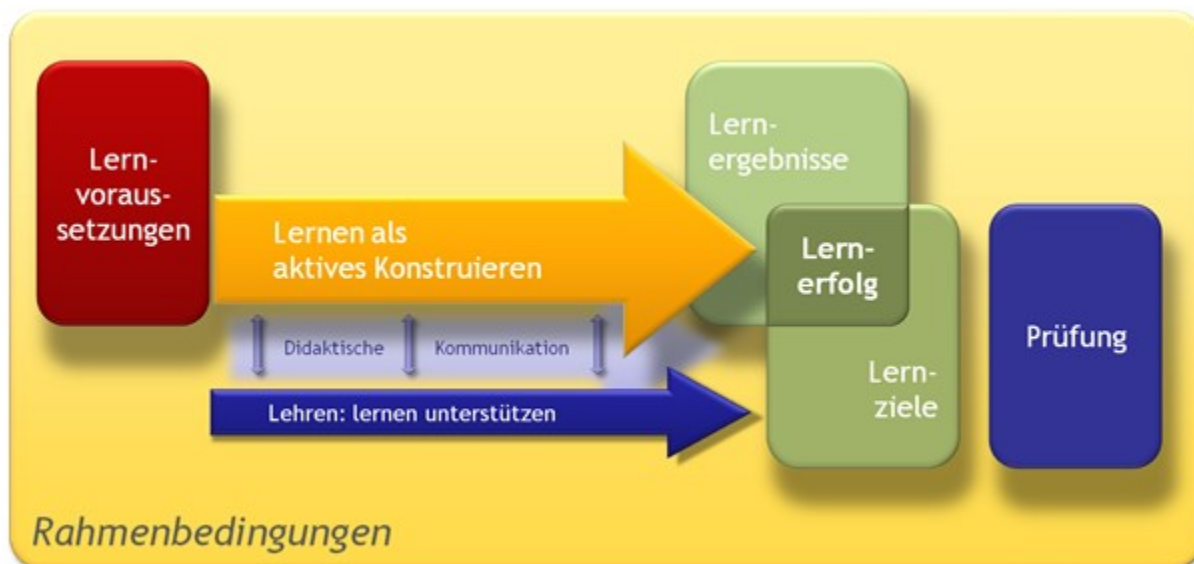 Lern-
voraus-
setzungen
Lernen als
aktives Konstruieren
Didaktische
Kommunikation
Lehren: lernen unterstützen
Lern-
ergebnisse
Lern-
erfolg
Lern-
ziele
Prüfung
Rahmenbedingungen